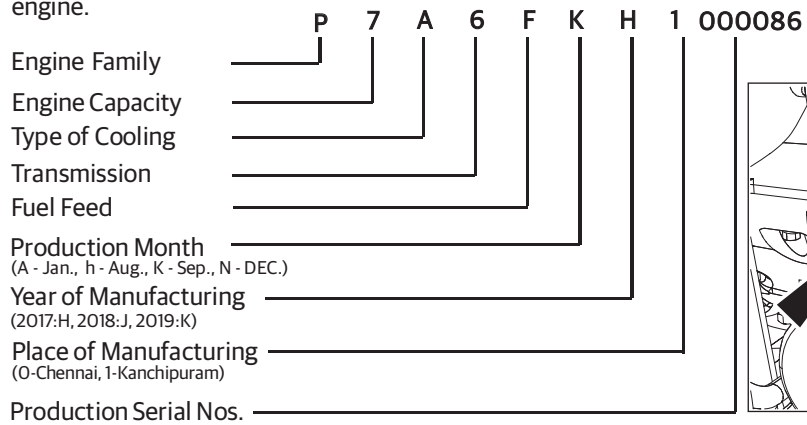 engine.
P 7 A 6 F K H 1 000086
Engine Family
Engine Capacity
Type of Cooling
Transmission
Fuel Feed
Production Month
(A - Jan., h - Aug., K - Sep., N - DEC.)
Year of Manufacturing
(2017:H, 2018:J, 2019:K)
Place of Manufacturing
(0-Chennai, 1-Kanchipuram)
Production Serial Nos.